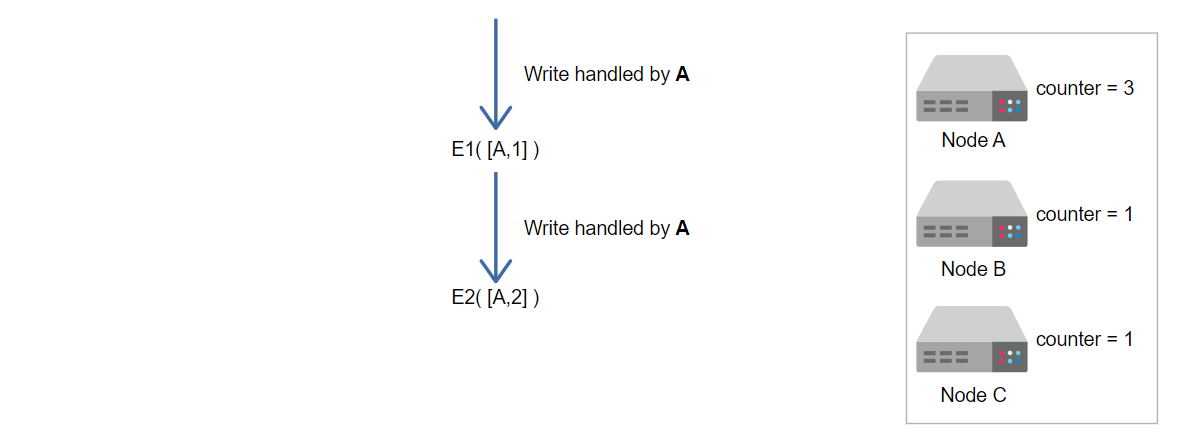 Write handled by A
E1( [A,1] )
Write handled by A
E2( [A,2] )
counter = 3
Node A
counter = 1
Node B
counter = 1
Node C